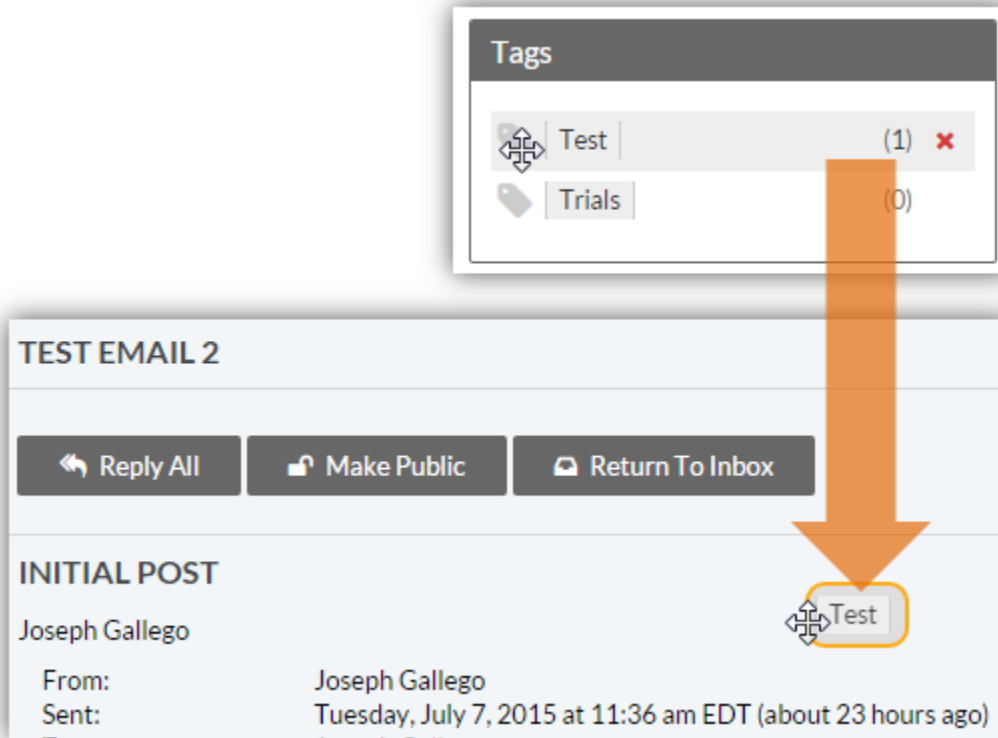 Tags
Test (1)
Trials (0)
TEST EMAIL 2
Reply All Make Public Return To Inbox
INITIAL POST
Test
Joseph Gallego
From: Joseph Gallego
Sent: Tuesday, July 7, 2015 at 11:36 am EDT (about 23 hours ago)